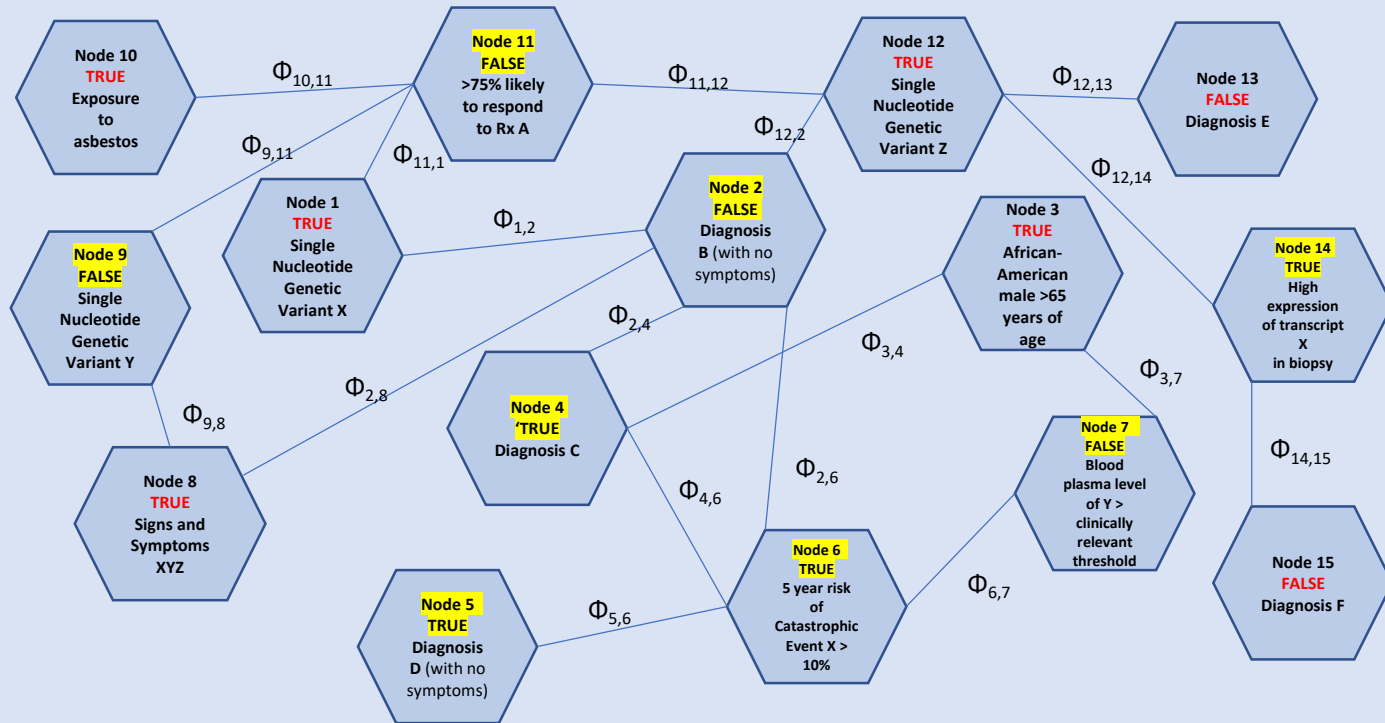 Node 10
TRUE
Exposure
to
asbestos
Φ10,11
Node 11
FALSE
>75% likely
to respond
to Rx A
Φ11,12
Node 12
TRUE
Single
Nucleotide
Genetic
Variant Z
Φ12,13
Node 13
FALSE
Diagnosis E
Φ9,11
Φ11,1
Φ12,2
Φ12,14
Node 1
TRUE
Single
Nucleotide
Genetic
Variant X
Φ1,2
Node 2
FALSE
Diagnosis
B (with no
symptoms)
Node 3
TRUE
African-
American
male >65
years of
age
Node 9
FALSE
Single
Nucleotide
Genetic
Variant Y
Node 14
TRUE
High
expression
of transcript
X
in biopsy
Φ2,4
Φ3,4
Φ3,7
Φ2,8
Φ9,8
Node 4
‘TRUE
Diagnosis C
Node 7
FALSE
Blood
plasma level
of Y >
clinically
relevant
threshold
Φ14,15
Node 8
TRUE
Signs and
Symptoms
XYZ
Φ4,6
Φ2,6
Node 6
TRUE
5 year risk
of
Catastrophic
Event X >
10%
Φ6,7
Node 15
FALSE
Diagnosis F
Node 5
TRUE
Diagnosis
D (with no
symptoms)
Φ5,6